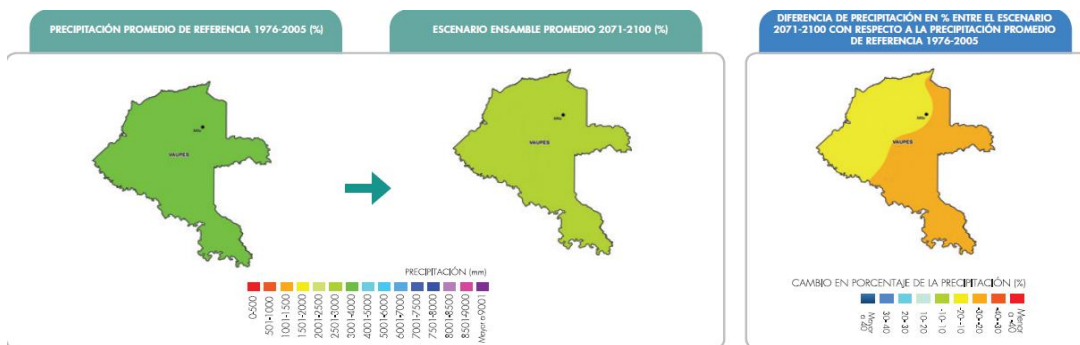 PRECIPITACIÓN PROMEDIO DE REFERENCIA 1976-2005 (%)
ESCENARIO ENSAMBLE PROMEDIO 2071-2100 (%)
DIFERENCIA DE PRECIPITACIÓN EN % ENTRE EL ESCENARIO
2071-2100 CON RESPECTO A LA PRECIPITACIÓN PROMEDIO
DE REFERENCIA 1976-2005
VAUPES
VAUPES
VAUPES
PRECIPITACIÓN (mm)
0-500
501-1000
1001-1500
1501-2000
2001-2500
2501-3000
3001-4000
4001-5000
5001-6000
6001-7000
7001-7500
7501-8000
8001-8500
8501-9000
Mayor a 9001
CAMBIO EN PORCENTAJE DE LA PRECIPITACIÓN (%)
Mayor
a 40
30-40
20-30
10-20
-10-10
-20-10
-30-20
-40-30
Mayor
a -40